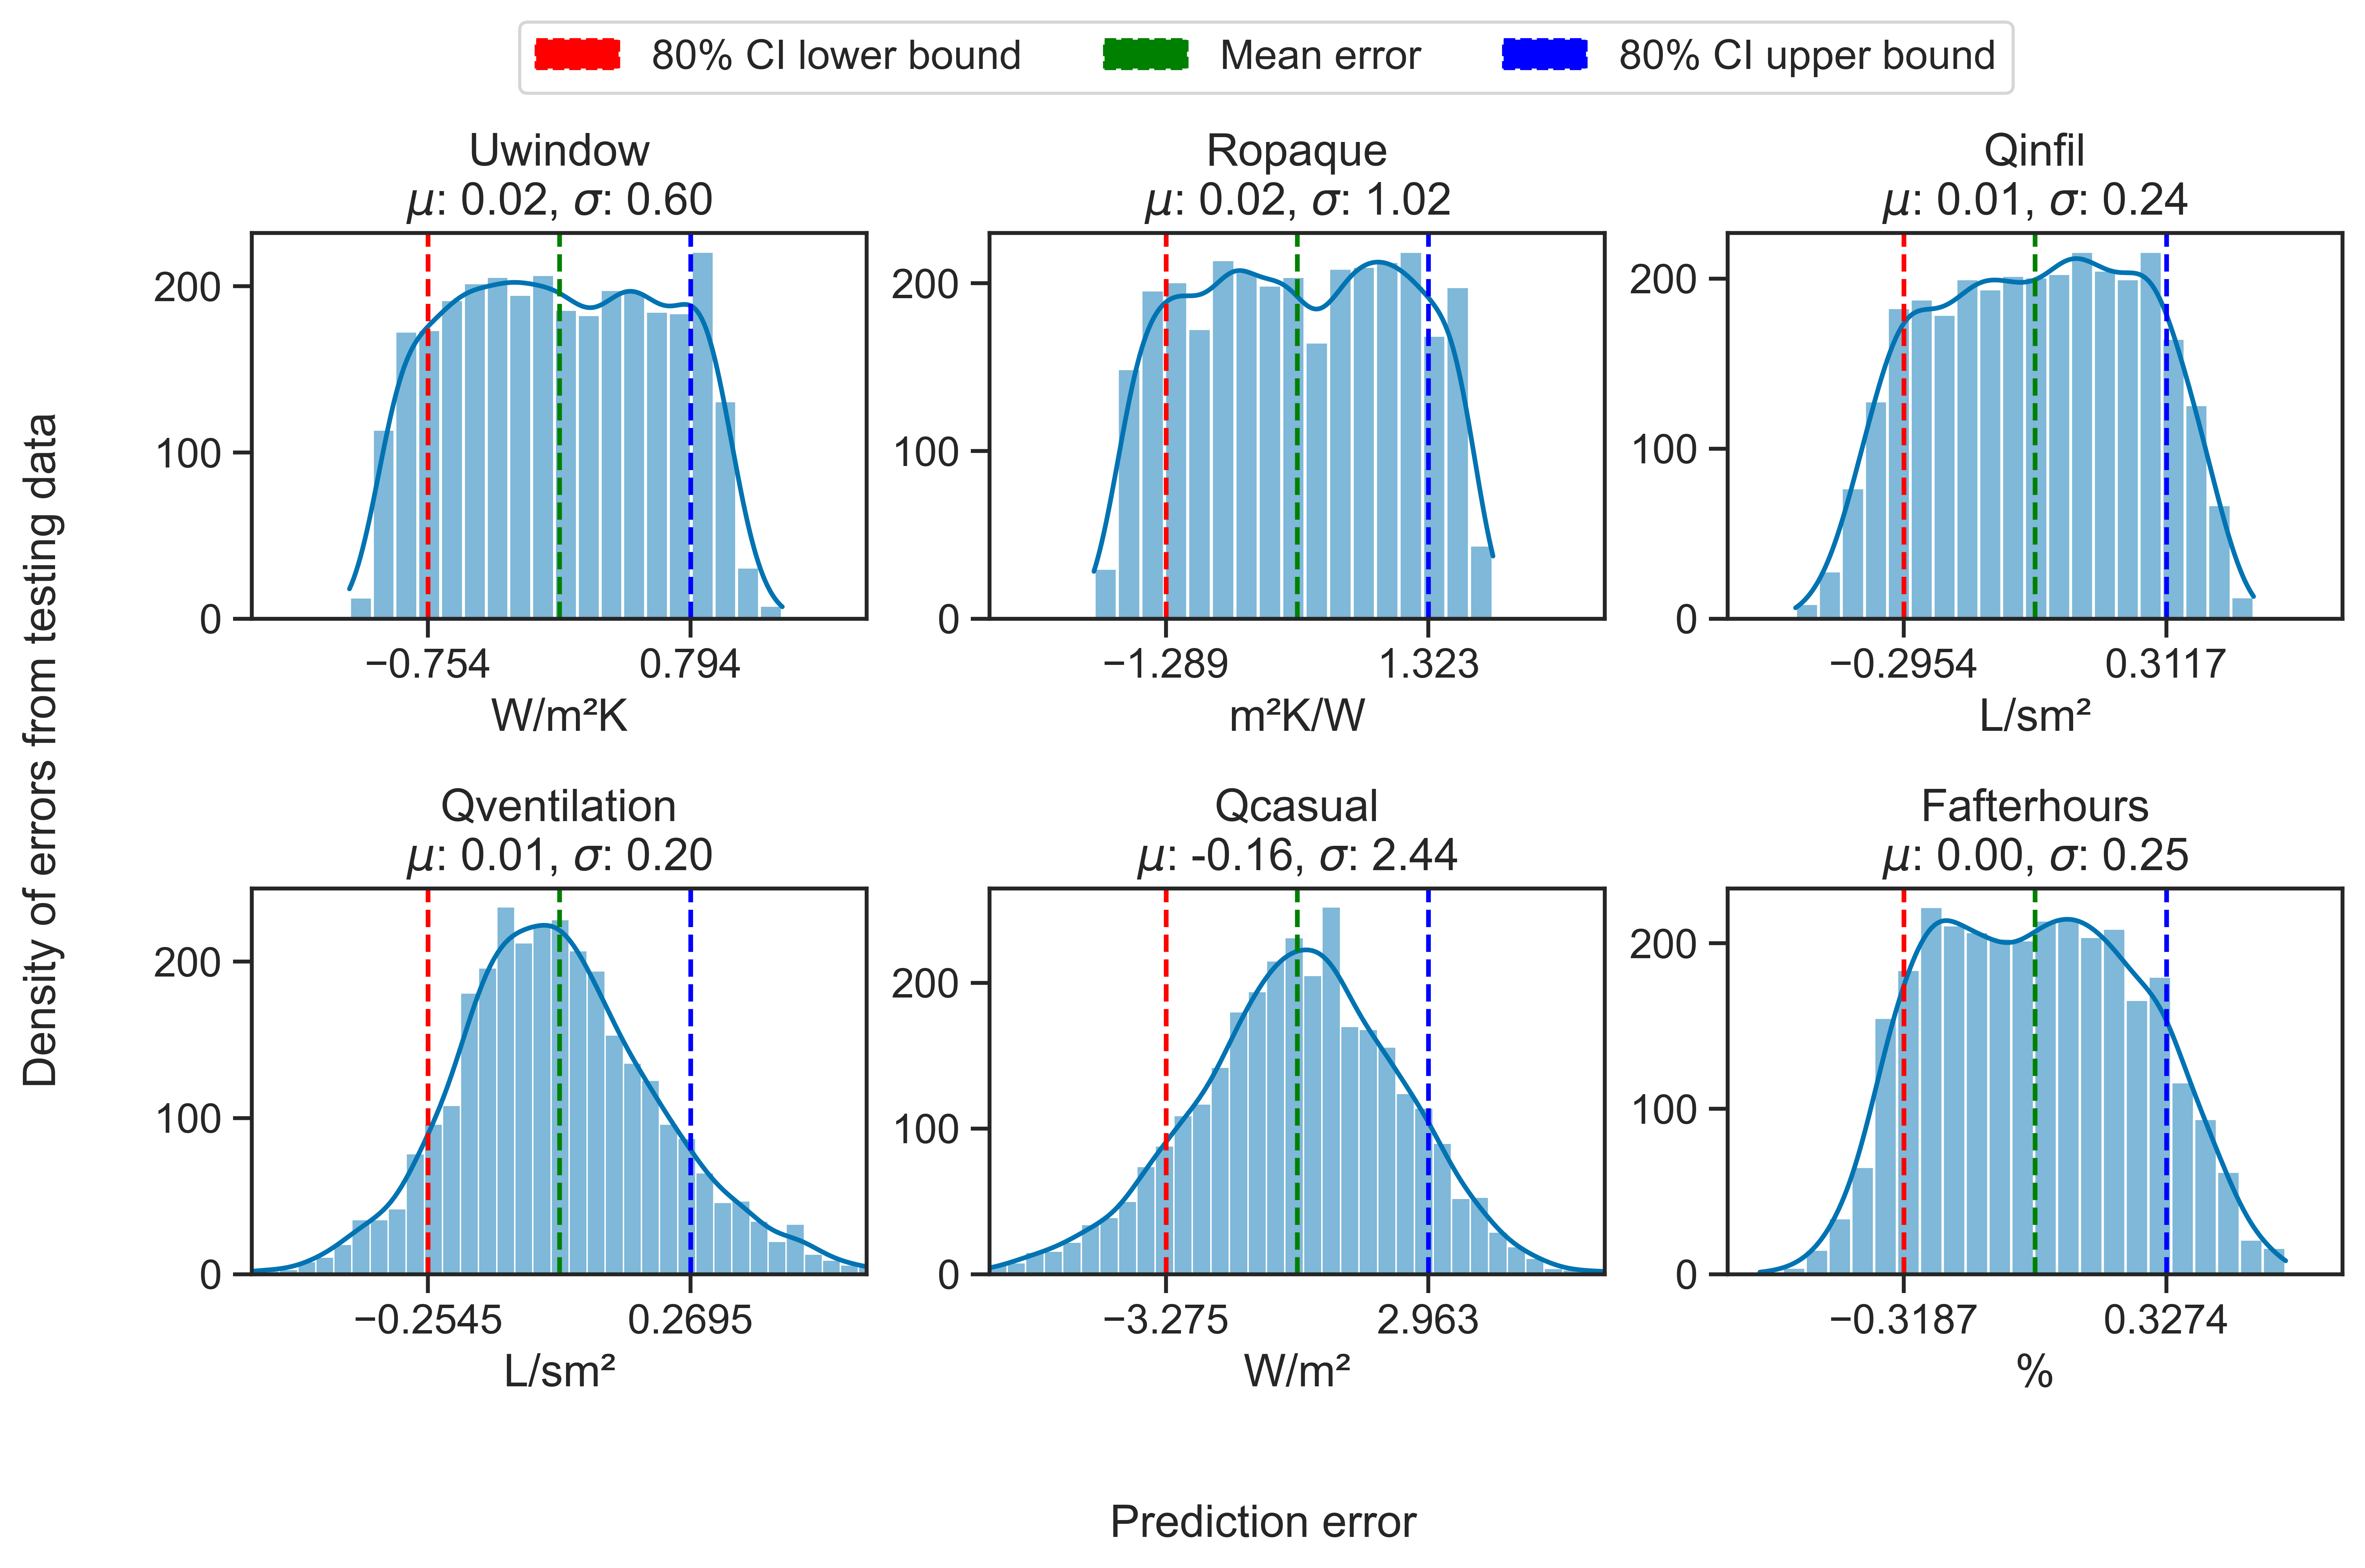 80% CI lower bound Mean error 80% CI upper bound
Density of errors from testing data
Uwindow
μ: 0.02, σ: 0.60
200
100
0
−0.754 0.794
W/m²K
Ropaque
μ: 0.02, σ: 1.02
200
100
0
−1.289 1.323
m²K/W
Qinfil
μ: 0.01, σ: 0.24
200
100
0
−0.2954 0.3117
L/sm²
Qventilation
μ: 0.01, σ: 0.20
200
100
0
−0.2545 0.2695
L/sm²
Qcasual
μ: -0.16, σ: 2.44
200
100
0
−3.275 2.963
W/m²
Fafterhours
μ: 0.00, σ: 0.25
200
100
0
−0.3187 0.3274
%
Prediction error